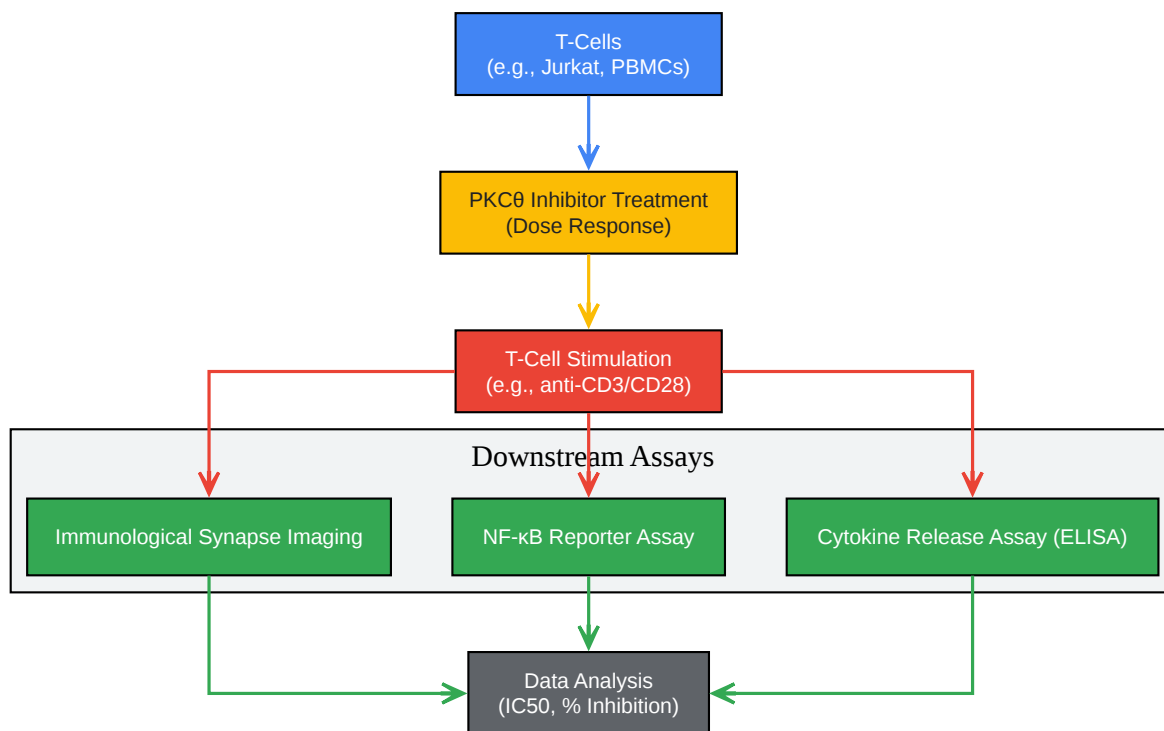 T-Cells
(e.g., Jurkat, PBMCs)
PKCθ Inhibitor Treatment
(Dose Response)
T-Cell Stimulation
(e.g., anti-CD3/CD28)
Downstream Assays
Immunological Synapse Imaging
NF-κB Reporter Assay
Cytokine Release Assay (ELISA)
Data Analysis
(IC50, % Inhibition)